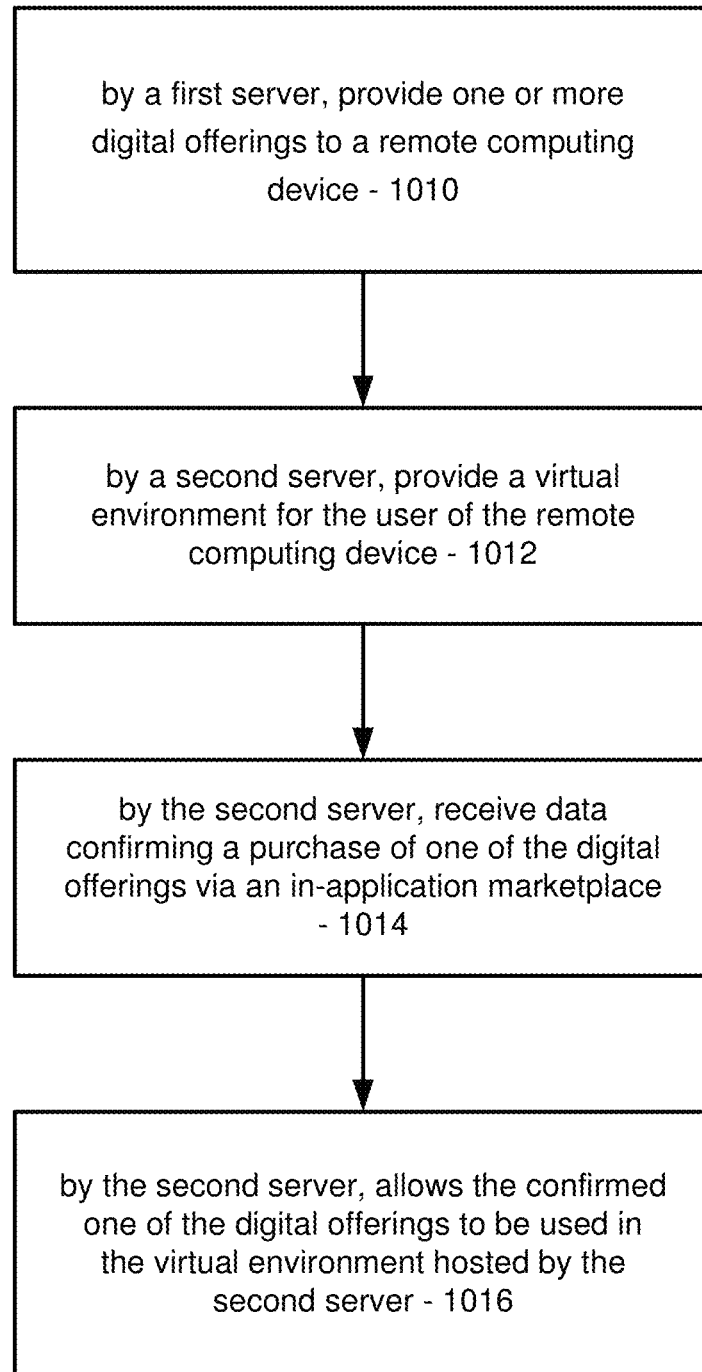 by a first server, provide one or more
digital offerings to a remote computing
device - 1010
by a second server, provide a virtual
environment for the user of the remote
computing device - 1012
by the second server, receive data
confirming a purchase of one of the digital
offerings via an in-application marketplace
- 1014
by the second server, allows the confirmed
one of the digital offerings to be used in
the virtual environment hosted by the
second server - 1016